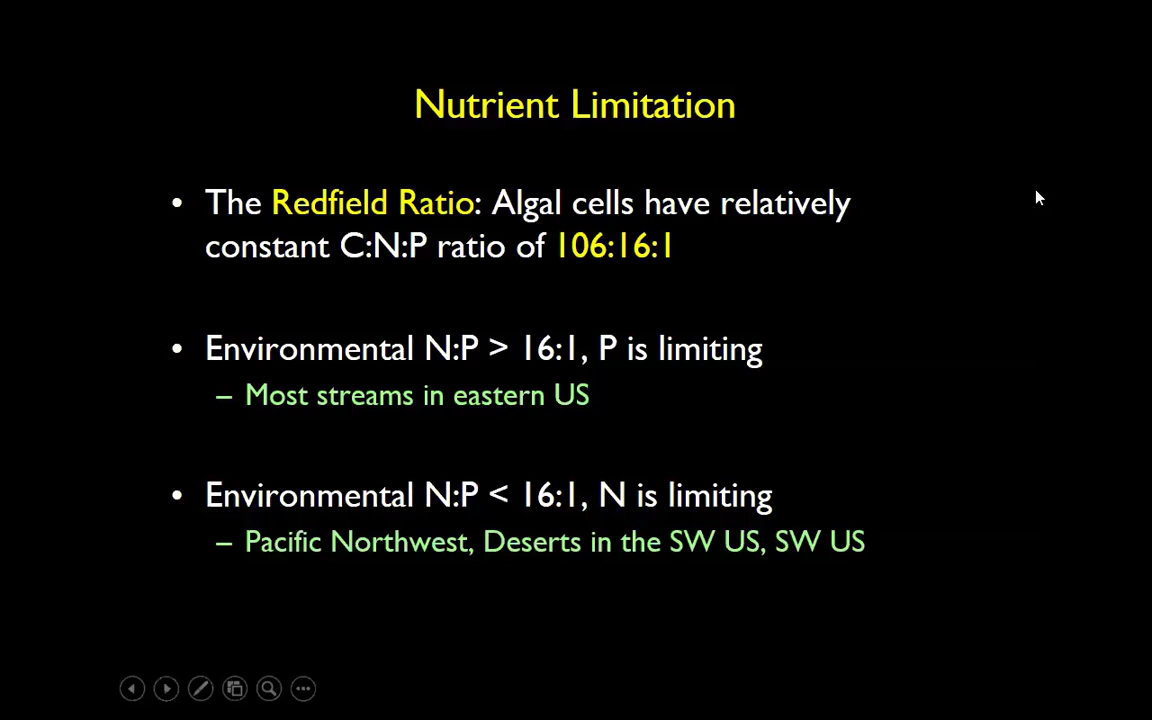 Nutrient Limitation
• The Redfield Ratio: Algal cells have relatively
constant C:N:P ratio of 106:16:1
• Environmental N:P > 16:1, P is limiting
– Most streams in eastern US
• Environmental N:P < 16:1, N is limiting
– Pacific Northwest, Deserts in the SW US, SW US